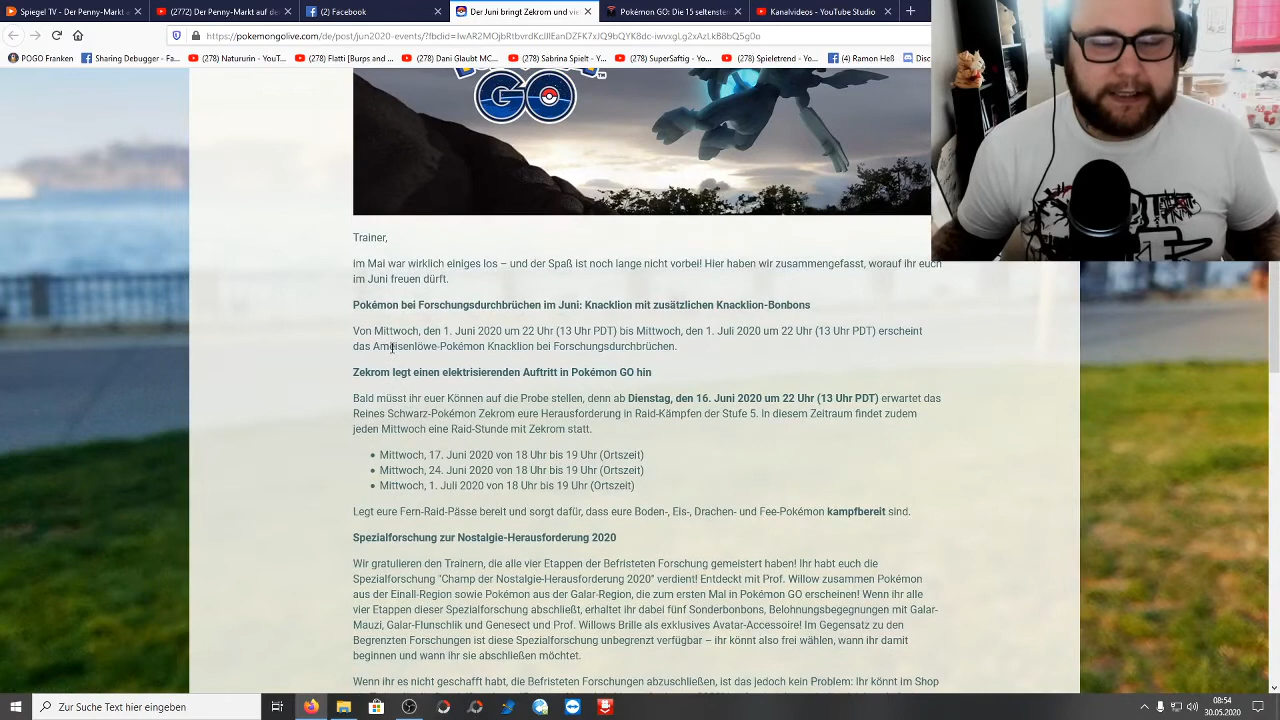 Der Spieleinsider - Pokemon-
(2772) Der Penny-Markt auf
(2) Facebook
Der Juni und die Events
Pokémon GO: Die 15 seltensten
Kanalvideos - YouTube Studio
https://pokemongolive.com/de/post/jun2020-events/?fbclid=
POGO Franken
Sharing Debugger - Fa
(278) Naturuin - YouT...
(278) Flatti [Burps and ...
(278) Dani Glaubt MC...
(278) Sabrina Spielt - Y...
(278) SuperSaftig - Yo...
(278) Spieletrend - Yo
(4) Ramon Heß
Disc
GO
Trainer,
im Mai war wirklich einiges los – und der Spaß ist noch lange nicht vorbei! Hier haben wir zusammengefasst, worauf ihr euch
im Juni freuen dürft.
Pokémon bei Forschungsdurchbrüchen im Juni: Knacklion mit zusätzlichen Knacklion-Bonbons
Von Mittwoch, den 1. Juni 2020 um 22 Uhr (13 Uhr PDT) bis Mittwoch, den 1. Juli 2020 um 22 Uhr (13 Uhr PDT) erscheint
das Ameisenlöwe-Pokémon Knacklion bei Forschungsdurchbrüchen.
Zekrom legt einen elektrisierenden Auftritt in Pokémon GO hin
Bald müsst ihr euer Können auf die Probe stellen, denn ab Dienstag, den 16. Juni 2020 um 22 Uhr (13 Uhr PDT) erwartet das
Reines Schwarz-Pokémon Zekrom eure Herausforderung in Raid-Kämpfen der Stufe 5. In diesem Zeitraum findet zudem
jeden Mittwoch eine Raid-Stunde mit Zekrom statt.
• Mittwoch, 17. Juni 2020 von 18 Uhr bis 19 Uhr (Ortszeit)
• Mittwoch, 24. Juni 2020 von 18 Uhr bis 19 Uhr (Ortszeit)
• Mittwoch, 1. Juli 2020 von 18 Uhr bis 19 Uhr (Ortszeit)
Legt eure Fern-Raid-Pässe bereit und sorgt dafür, dass eure Boden-, Eis-, Drachen- und Fee-Pokémon kampfbereit sind.
Spezialforschung zur Nostalgie-Herausforderung 2020
Wir gratulieren den Trainern, die alle vier Etappen der Befristeten Forschung gemeistert haben! Ihr habt euch die
Spezialforschung "Champ der Nostalgie-Herausforderung 2020" verdient! Entdeckt mit Prof. Willow zusammen Pokémon
aus der Einall-Region sowie Pokémon aus der Galar-Region, die zum ersten Mal in Pokémon GO erscheinen! Wenn ihr alle
vier Etappen dieser Spezialforschung abschließt, erhaltet ihr dabei fünf Sonderbonbons, Belohnungsbegegnungen mit Galar-
Mauzi, Galar-Flunschlik und Genesect und Prof. Willows Brille als exklusives Avatar-Accessoire! Im Gegensatz zu den
Begrenzten Forschungen ist diese Spezialforschung unbegrenzt verfügbar – ihr könnt also frei wählen, wann ihr damit
beginnen und wann ihr sie abschließen möchtet.
Wenn ihr es nicht geschafft habt, die Befristeten Forschungen abzuschließen, ist das jedoch kein Problem: Ihr könnt im Shop
Zur Suche Text hier eingeben
08:54
30.05.2020